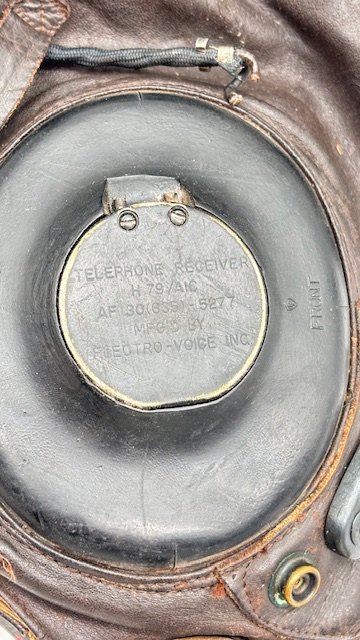 TELEPHONE RECEIVER
H 79/AIC
AF 30(635)-5277
MFG'D BY
ELECTRO-VOICE INC
FRONT